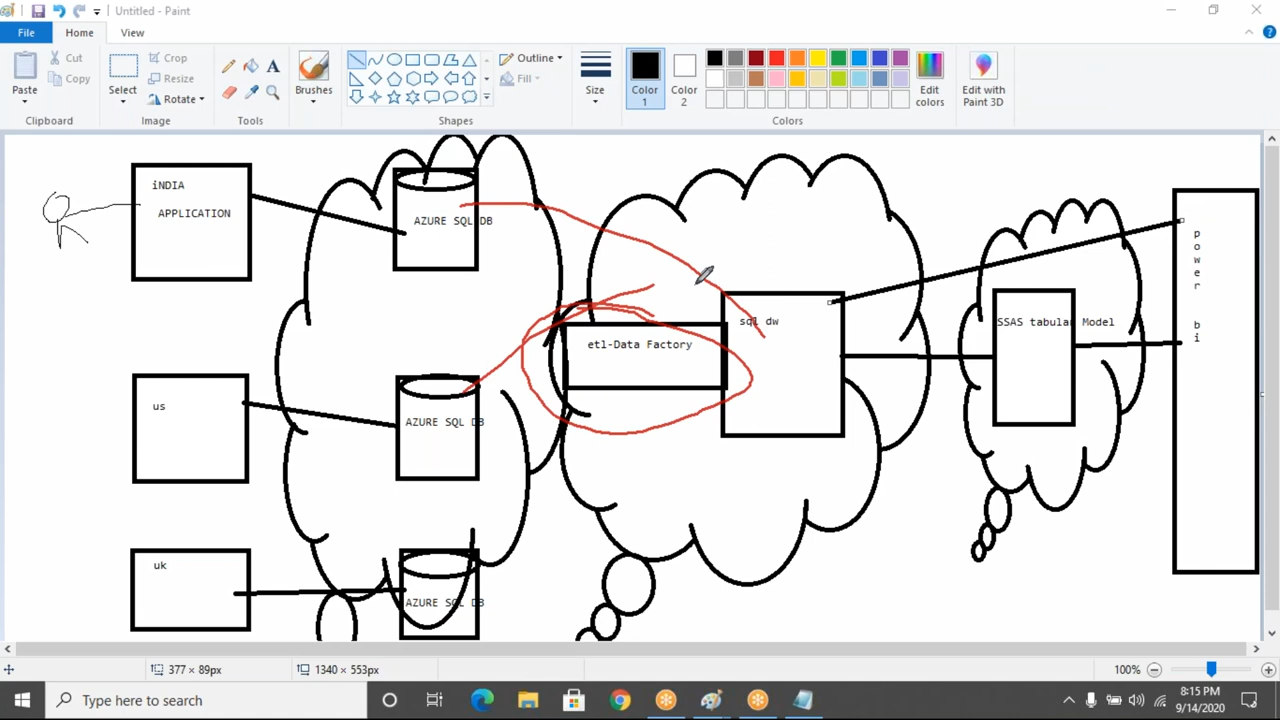 Untitled - Paint
File
Home
View
Paste
Cut
Copy
Clipboard
Select
Crop
Resize
Rotate
Image
Tools
Brushes
Outline
Fill
Shapes
Size
Color
1
Color
2
Edit
colors
Edit with
Paint 3D
Colors
iNDIA
APPLICATION
AZURE SQL DB
us
AZURE SQL DB
uk
AZURE SQL DB
etl-Data Factory
sql dw
SSAS tabular Model
p
o
w
e
r
b
i
377 × 89px
1340 × 553px
100%
Type here to search
8:15 PM
9/14/2020